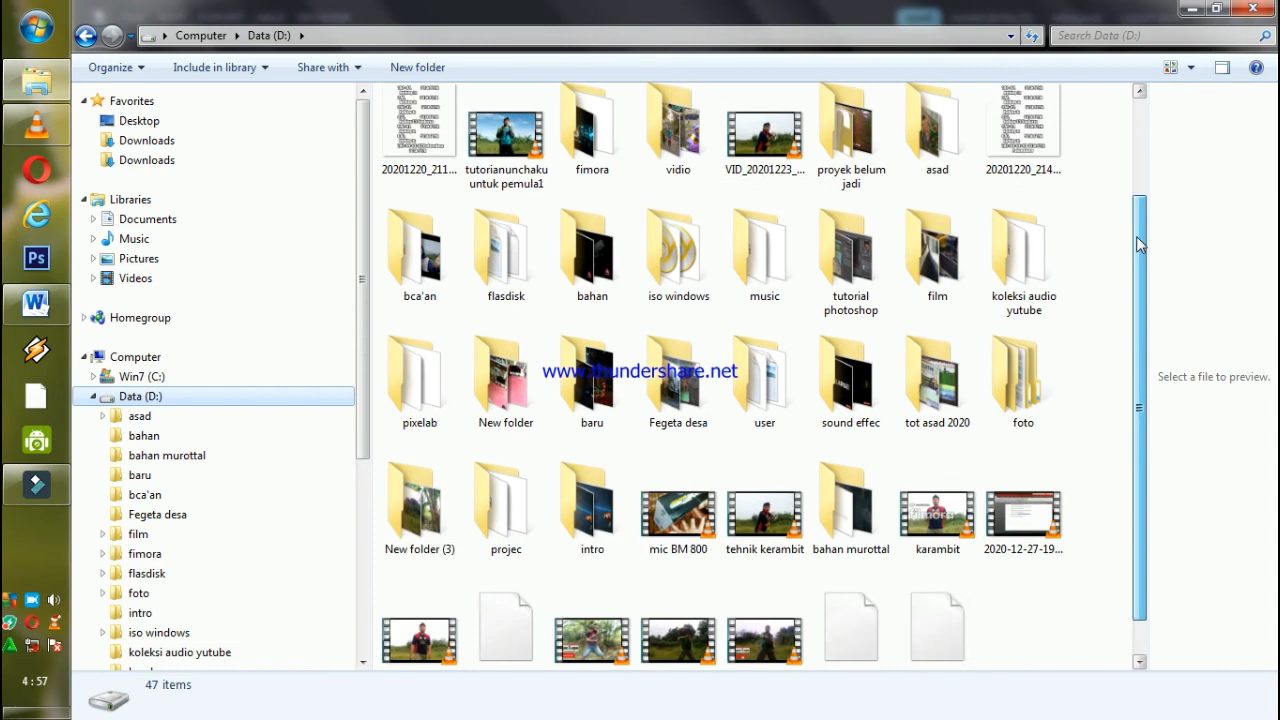 Computer
Data (D:)
Search Data (D:)
Organize
Include in library
Share with
New folder
Favorites
Desktop
Downloads
Downloads
Libraries
Documents
Music
Pictures
Videos
Homegroup
Computer
Win7 (C:)
Data (D:)
asad
bahan
bahan murottal
baru
bca'an
Fegeta desa
film
fimora
flasdisk
foto
intro
iso windows
koleksi audio yutube
20201220_211...
tutorianunchaku
untuk pemula1
fimora
vidio
VID_20201223_...
proyek belum
jadi
asad
20201220_214...
bca'an
flasdisk
bahan
iso windows
music
tutorial
photoshop
film
koleksi audio
yutube
www.thundershare.net
pixelab
New folder
baru
Fegeta desa
user
sound effec
tot asad 2020
foto
New folder (3)
projec
intro
mic BM 800
tehnik kerambit
bahan murottal
karambit
2020-12-27-19...
Select a file to preview.
47 items
Ps
4:57